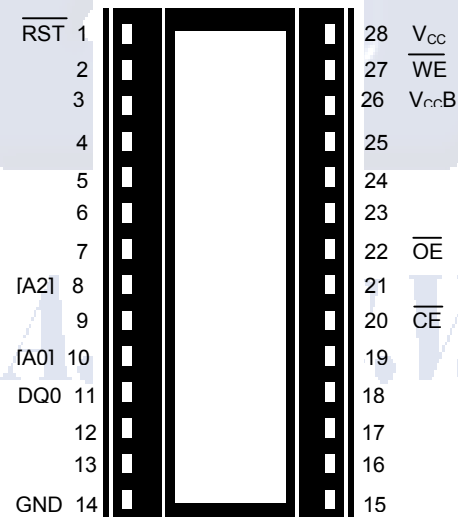 RST 1 28 VCC
2 27 WE
3 26 VCCB
4 25
5 24
6 23
7 22 OE
[A2] 8 21
9 20 CE
[A0] 10 19
DQ0 11 18
12 17
13 16
GND 14 15